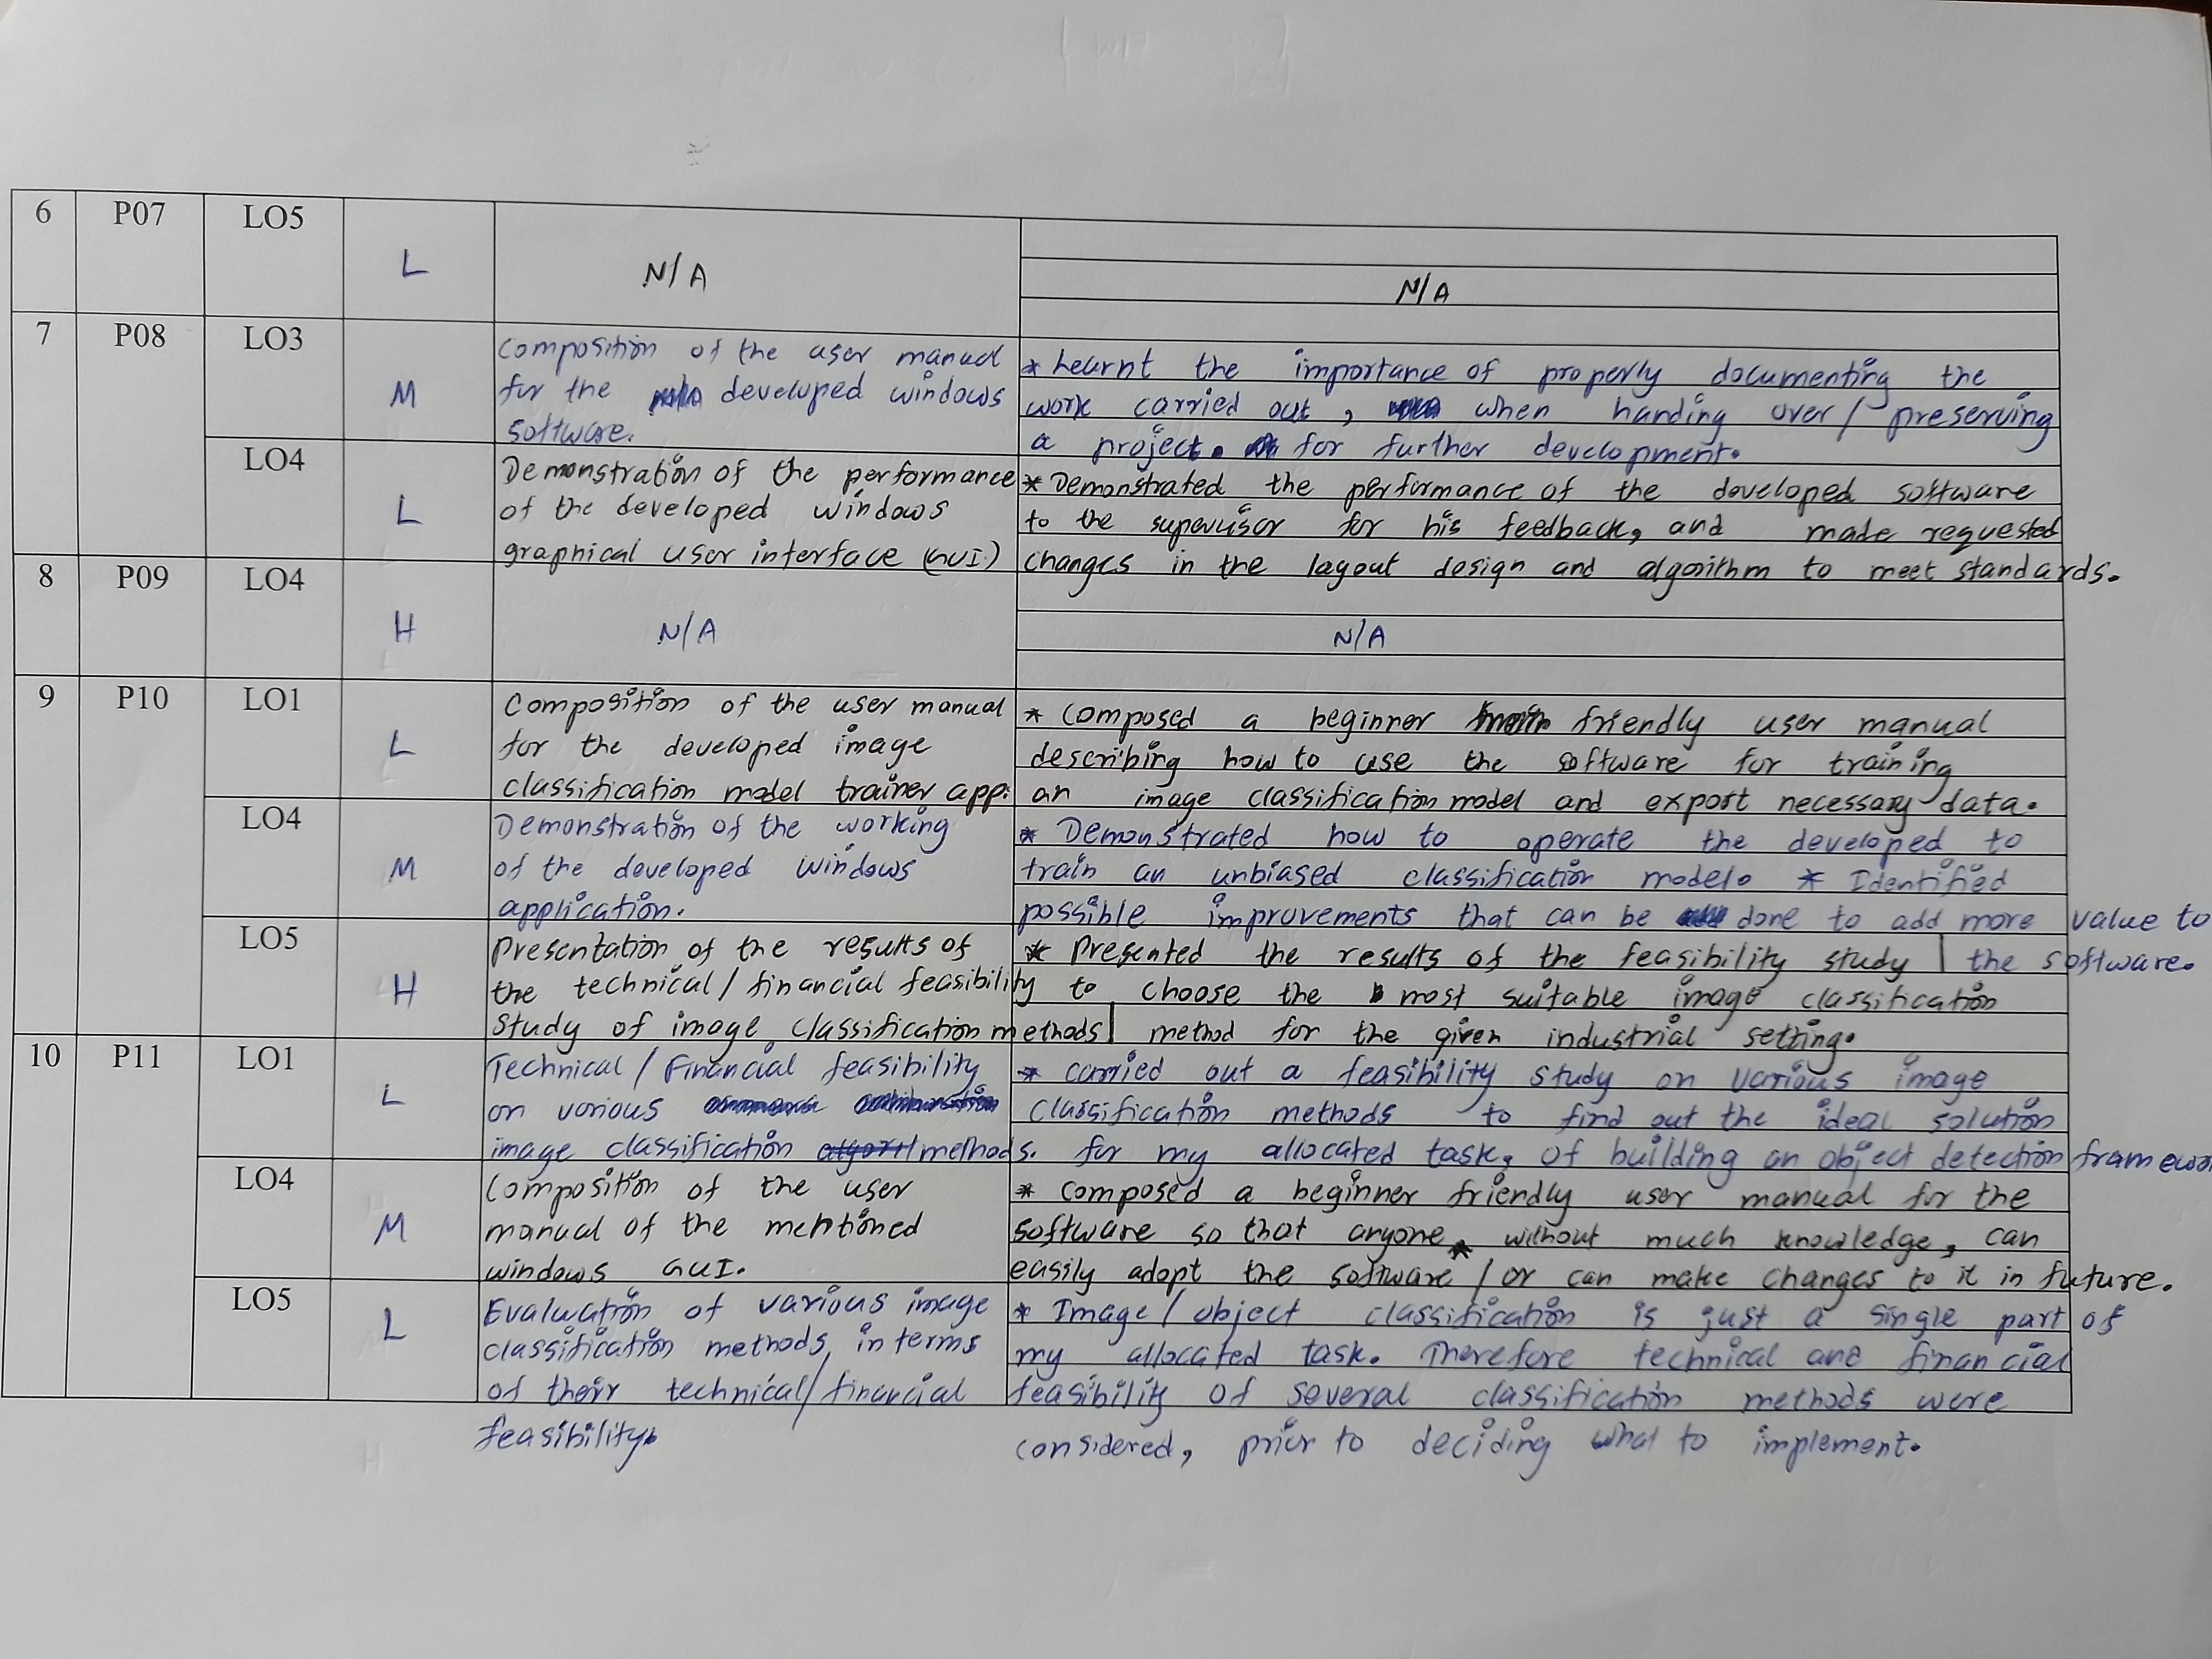 6 P07 LO5 L N/A N/A
7 P08 LO3 M
Composition of the user manual
for the developed windows
software.
* Learnt the importance of properly documenting the
work carried out, when handing over/presenting
a project for further development.
LO4 L
Demonstration of the performance
of the developed windows
graphical user interface (GUI)
* Demonstrated the performance of the developed software
to the supervisor for his feedback, and made requested
changes in the layout design and algorithm to meet standards.
8 P09 LO4 H N/A N/A
9 P10 LO1 L
Composition of the user manual
for the developed image
classification model trainer app.
* Composed a beginner friendly user manual
describing how to use the software for training
an image classification model and export necessary data.
LO4 M
Demonstration of the working
of the developed windows
application.
* Demonstrated how to operate the developed to
train an unbiased classification model. * Identified
possible improvements that can be done to add more value to
the software.
LO5 H
Presentation of the results of
the technical/financial feasibility
study of image classification methods
* Presented the results of the feasibility study
to choose the most suitable image classification
method for the given industrial setting.
10 P11 LO1 L
Technical/Financial feasibility
on various
image classification methods.
* carried out a feasibility study on various image
classification methods to find out the ideal solution
for my allocated task, of building an object detection framewo
LO4 M
Composition of the user
manual of the mentioned
windows GUI.
* Composed a beginner friendly user manual for the
software so that anyone without much knowledge, can
easily adopt the software/or can make changes to it in future.
LO5 L
Evaluation of various image
classification methods, in terms
of their technical/financial
feasibility.
* Image/object classification is just a single part of
my allocated task. Therefore technical and financial
feasibility of several classification methods were
considered, prior to deciding what to implement.